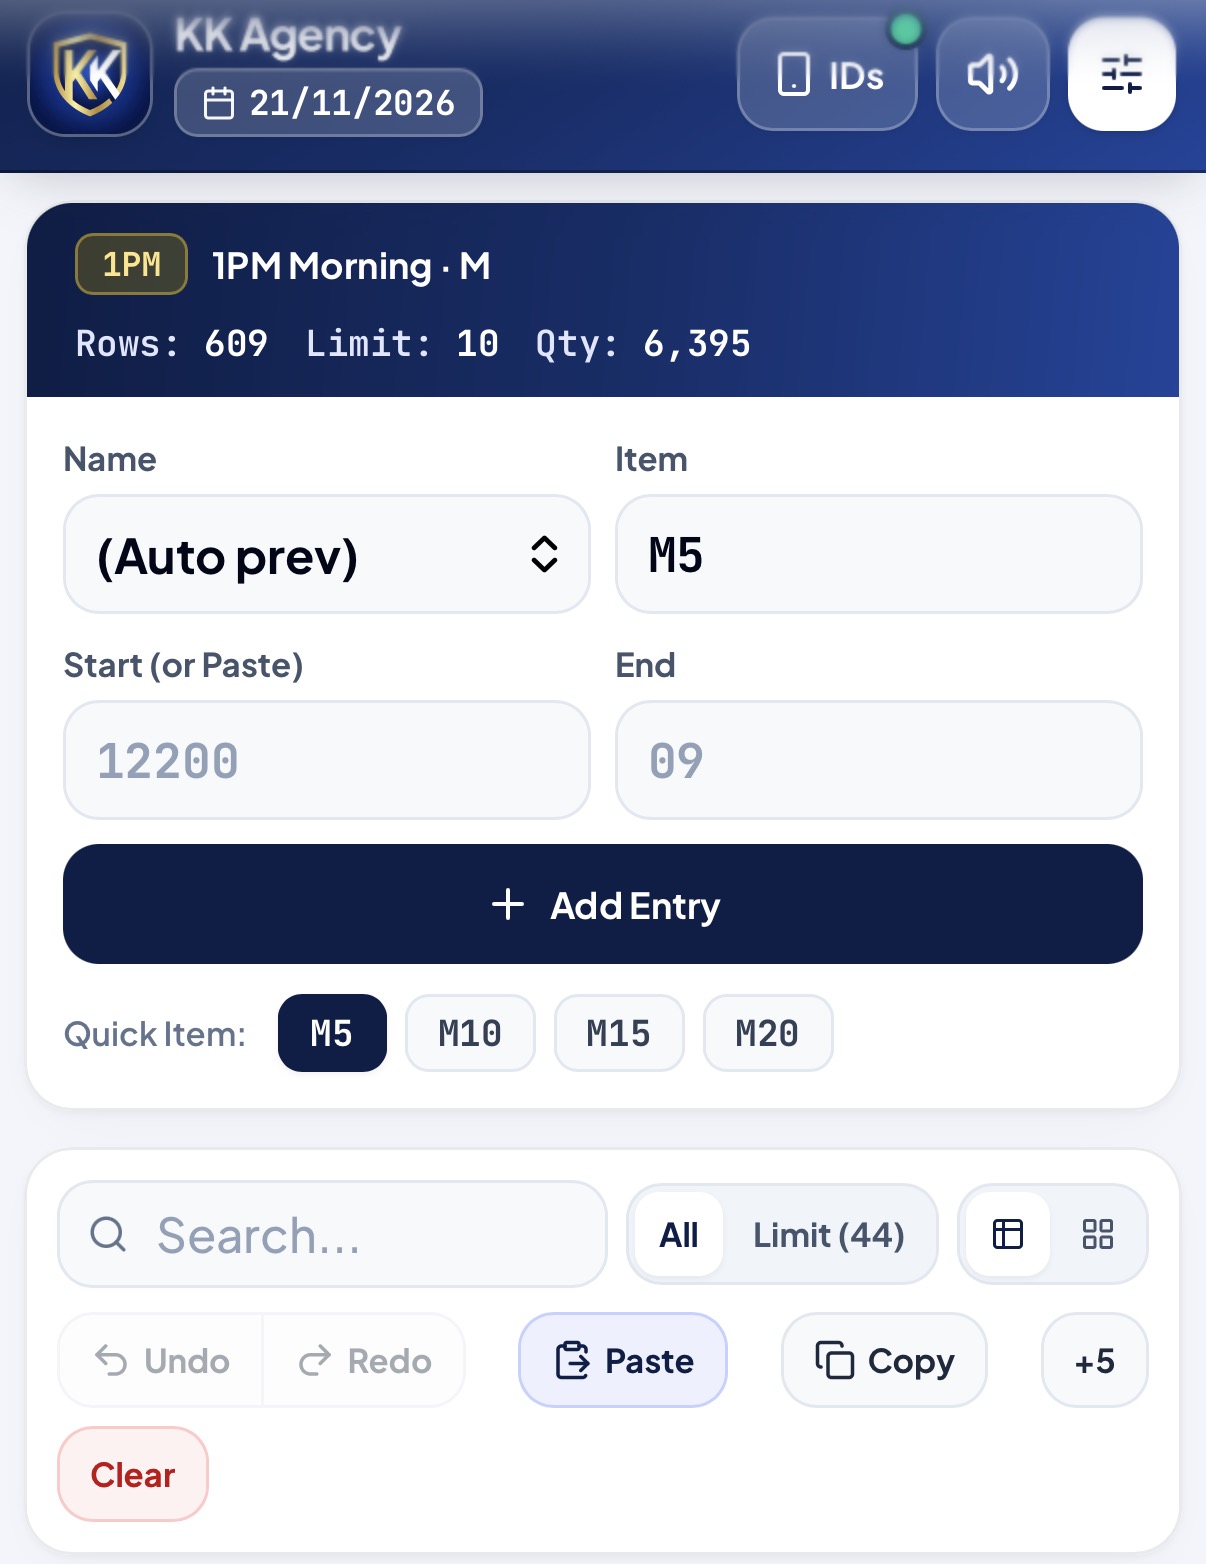 KK
KK Agency
21/11/2026
IDs
1PM 1PM Morning · M
Rows: 609 Limit: 10 Qty: 6,395
Name Item
(Auto prev) M5
Start (or Paste) End
12200 09
+ Add Entry
Quick Item: M5 M10 M15 M20
Search... All Limit (44)
Undo Redo Paste Copy +5
Clear